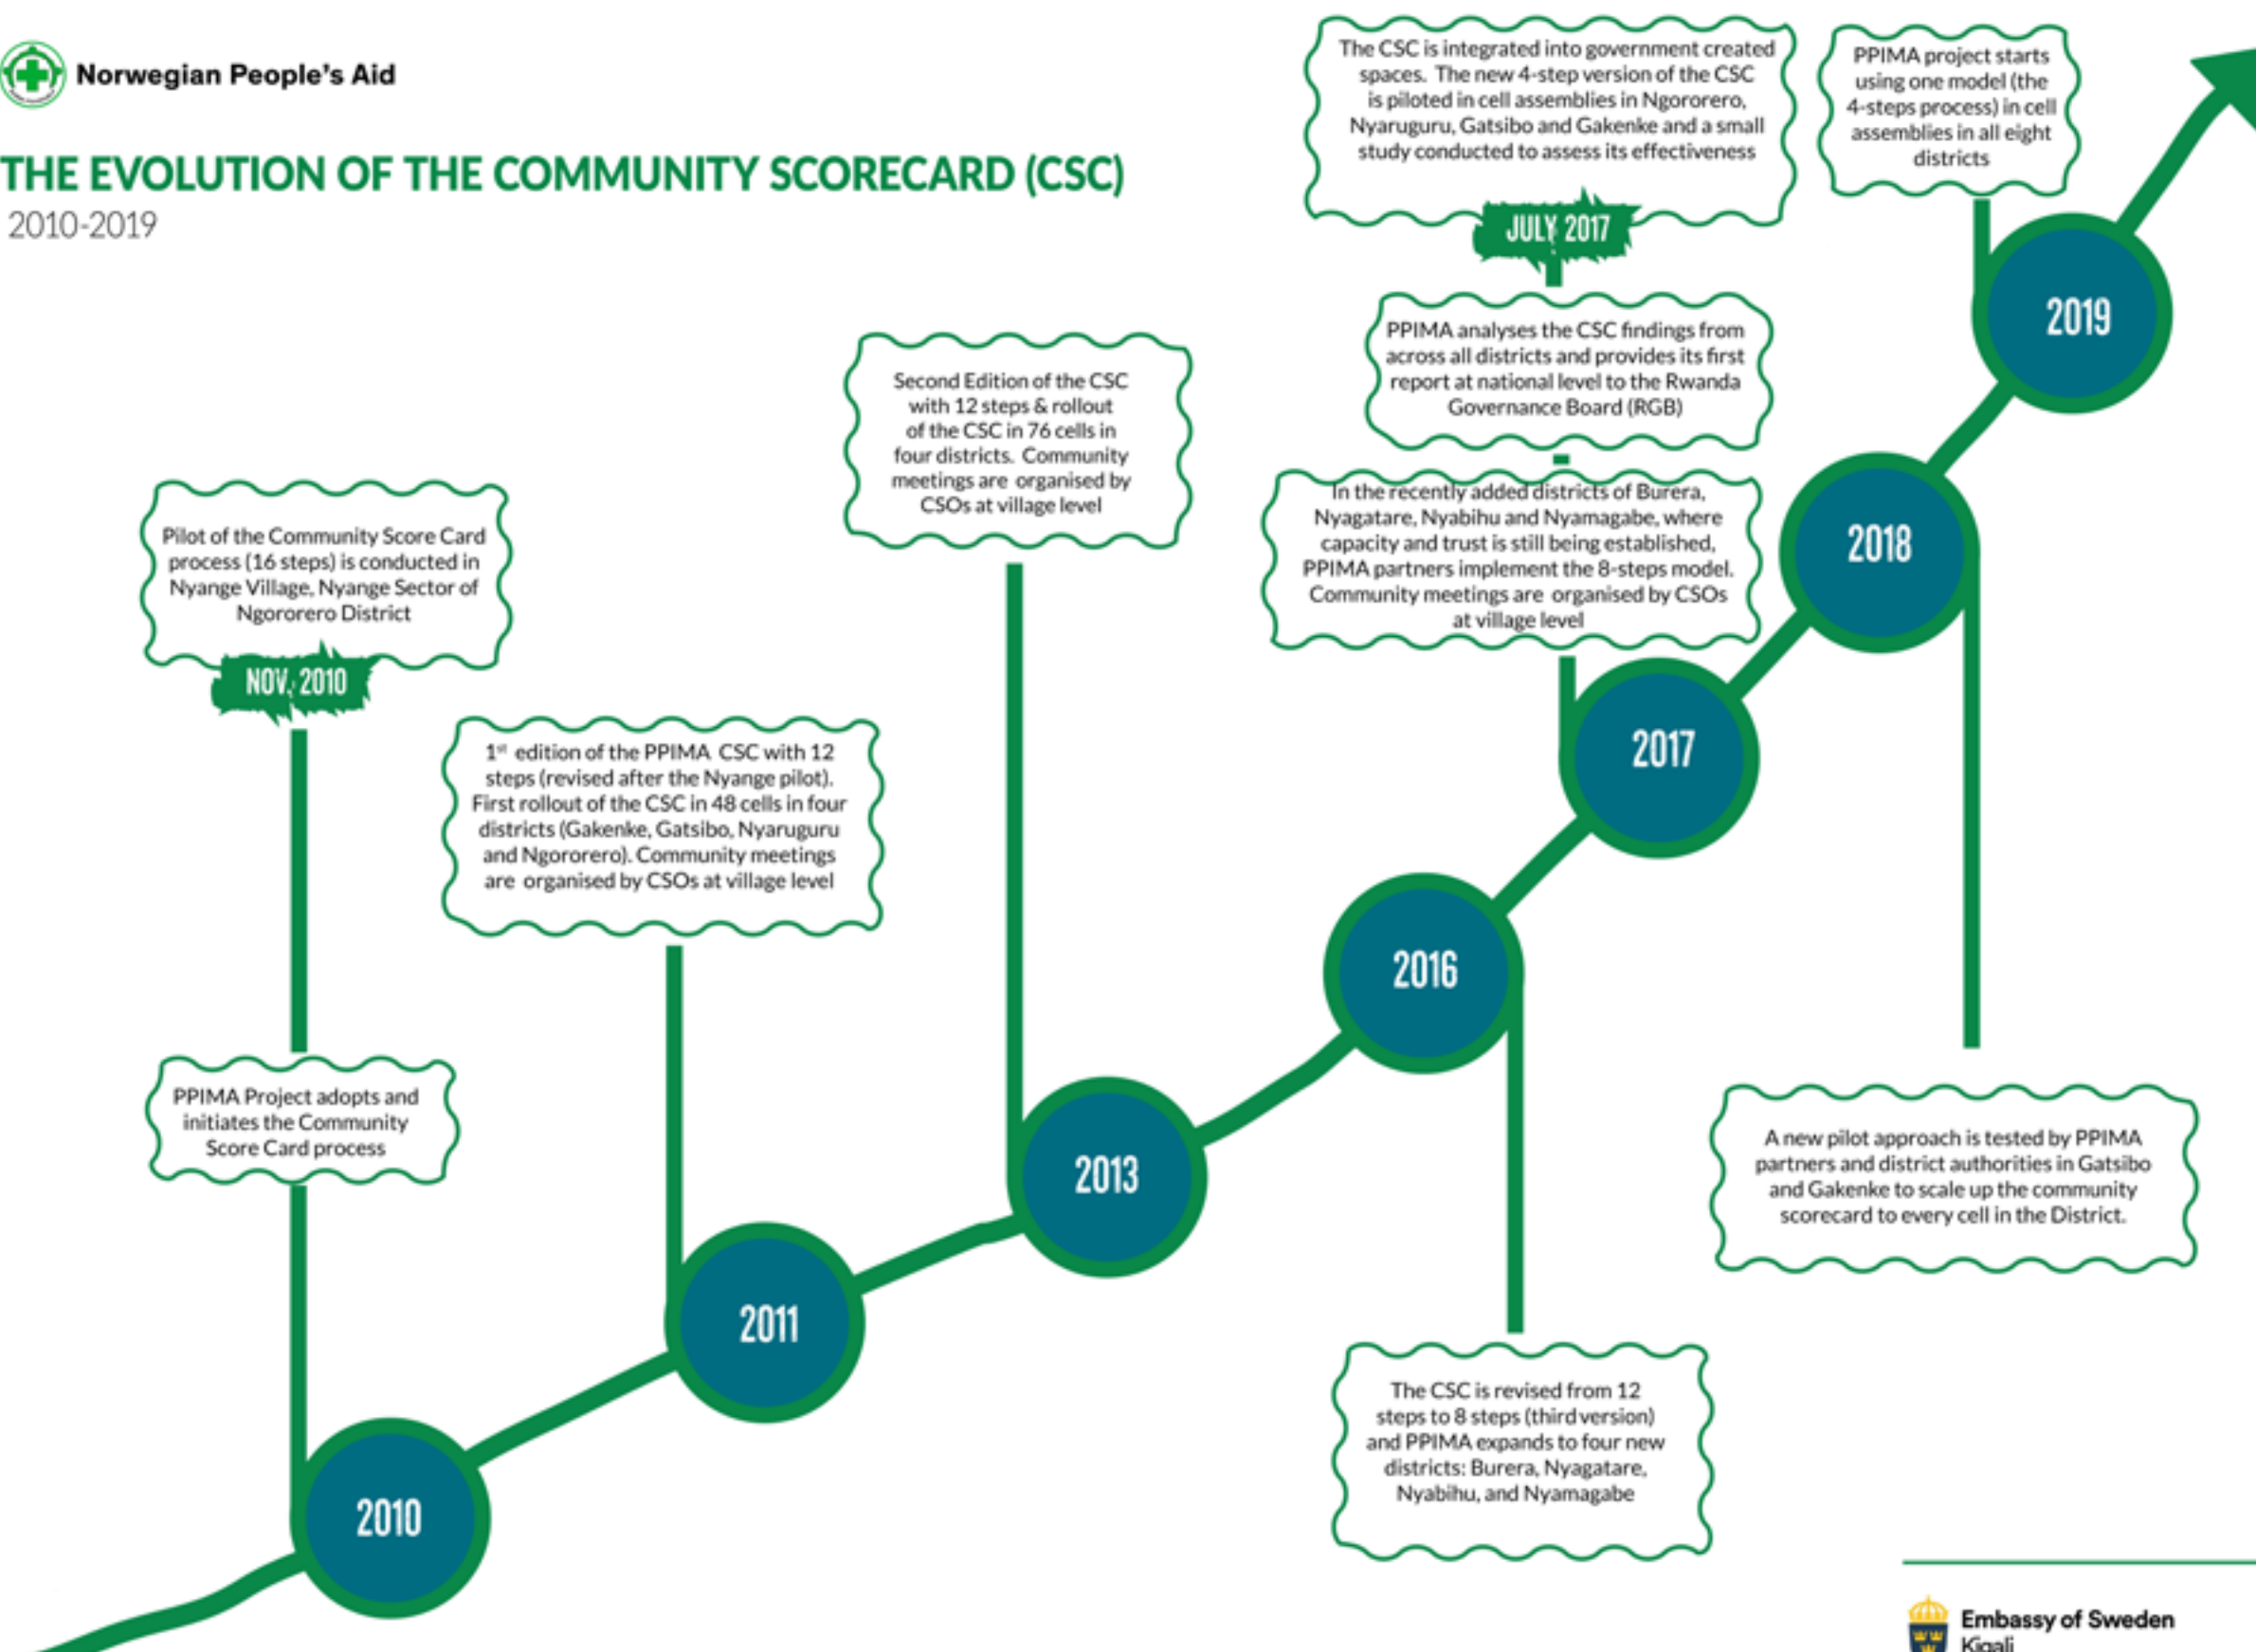 Norwegian People's Aid
THE EVOLUTION OF THE COMMUNITY SCORECARD (CSC)
2010-2019
Pilot of the Community Score Card
process (16 steps) is conducted in
Nyange Village, Nyange Sector of
Ngororero District
NOV, 2010
PPIMA Project adopts and
initiates the Community
Score Card process
2010
1st edition of the PPIMA CSC with 12
steps (revised after the Nyange pilot).
First rollout of the CSC in 48 cells in four
districts (Gakenke, Gatsibo, Nyaruguru
and Ngororero). Community meetings
are organised by CSOs at village level
2011
Second Edition of the CSC
with 12 steps & rollout
of the CSC in 76 cells in
four districts. Community
meetings are organised by
CSOs at village level
2013
2016
The CSC is revised from 12
steps to 8 steps (third version)
and PPIMA expands to four new
districts: Burera, Nyagatare,
Nyabihu, and Nyamagabe
The CSC is integrated into government created
spaces. The new 4-step version of the CSC
is piloted in cell assemblies in Ngororero,
Nyaruguru, Gatsibo and Gakenke and a small
study conducted to assess its effectiveness
JULY 2017
PPIMA analyses the CSC findings from
across all districts and provides its first
report at national level to the Rwanda
Governance Board (RGB)
In the recently added districts of Burera,
Nyagatare, Nyabihu and Nyamagabe, where
capacity and trust is still being established,
PPIMA partners implement the 8-steps model.
Community meetings are organised by CSOs
at village level
2017
2018
A new pilot approach is tested by PPIMA
partners and district authorities in Gatsibo
and Gakenke to scale up the community
scorecard to every cell in the District.
PPIMA project starts
using one model (the
4-steps process) in cell
assemblies in all eight
districts
2019
Embassy of Sweden
Kigali